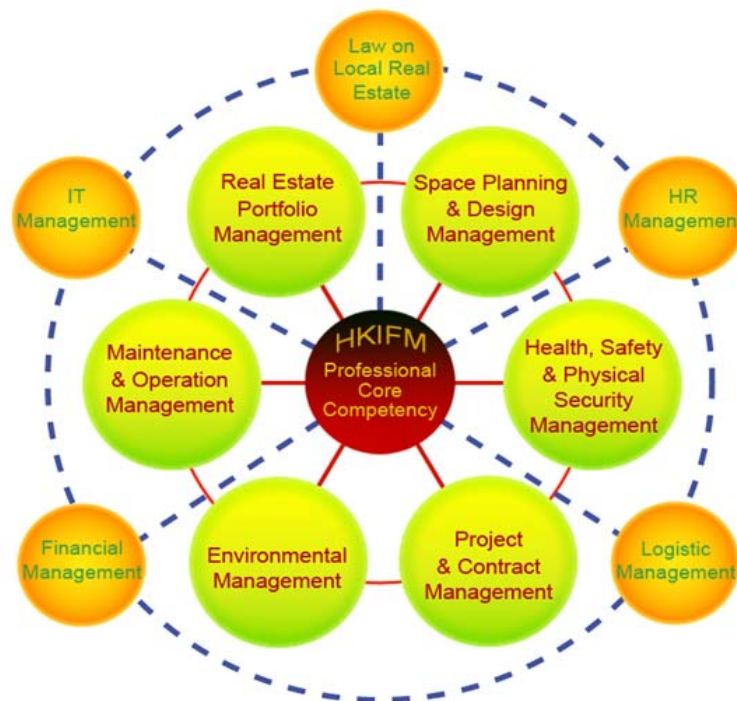 Law on
Local Real
Estate
IT
Management
Real Estate
Portfolio
Management
Space Planning
& Design
Management
HR
Management
Maintenance
& Operation
Management
HKIFM
Professional
Core
Competency
Health, Safety
& Physical
Security
Management
Financial
Management
Environmental
Management
Project
& Contract
Management
Logistic
Management